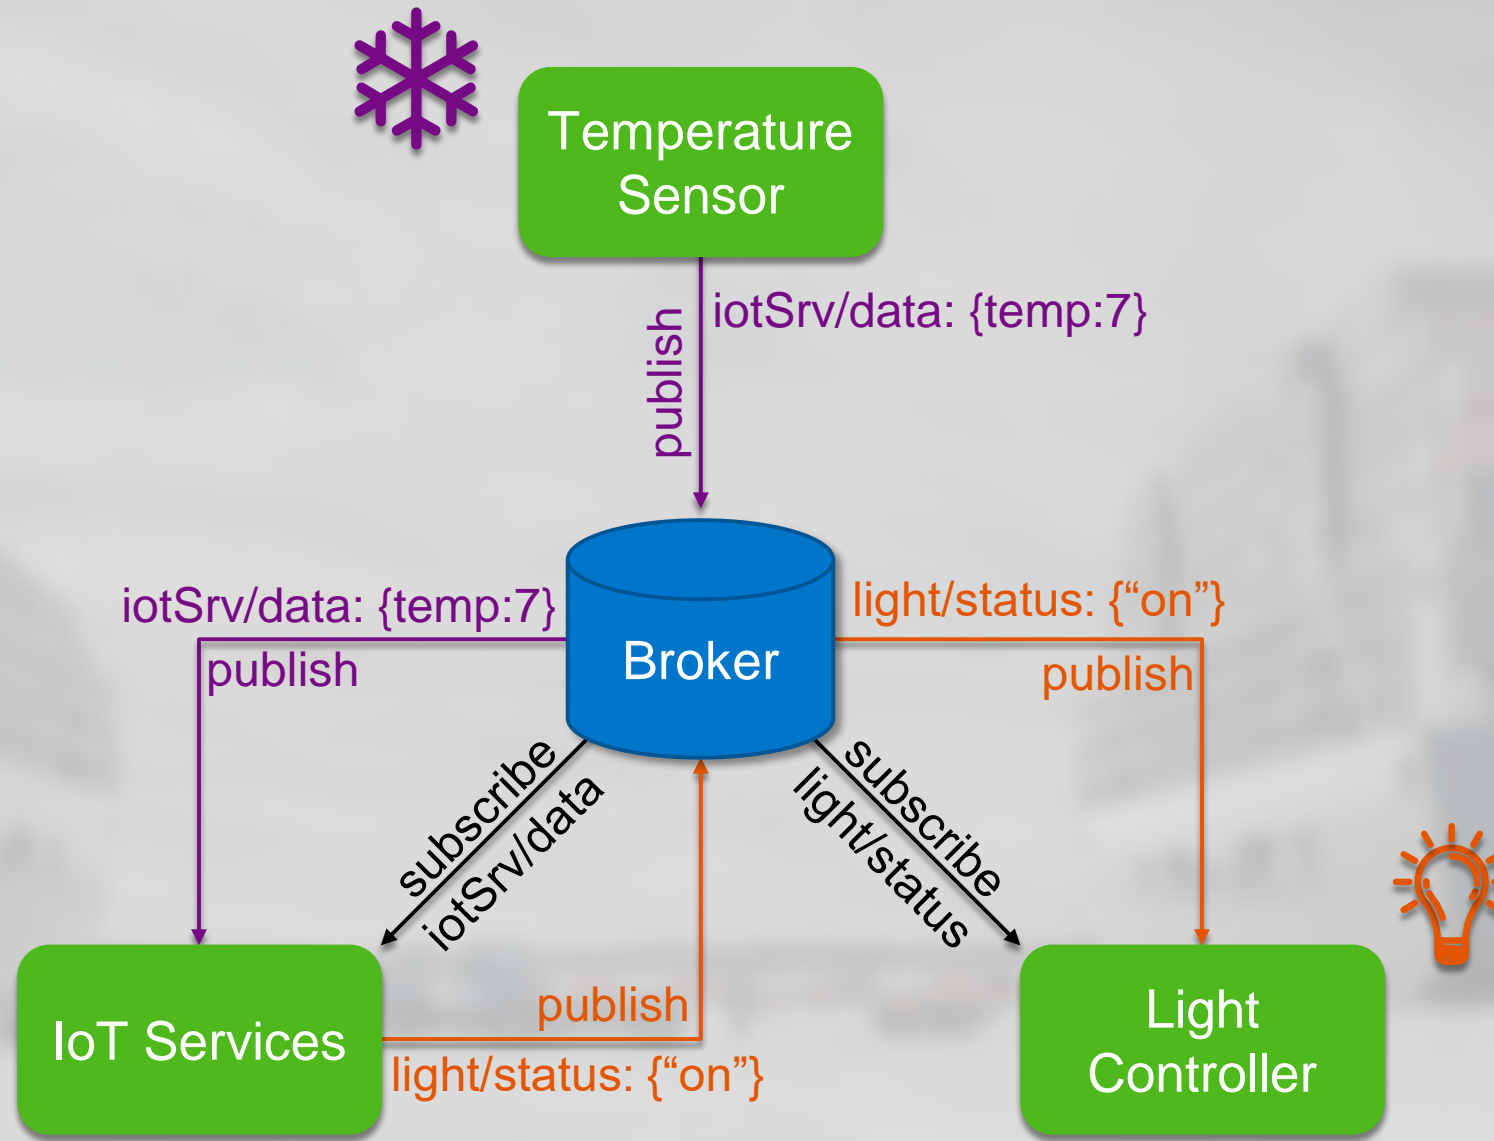 Temperature
Sensor
publish
iotSrv/data: {temp:7}
iotSrv/data: {temp:7}
publish
Broker
light/status: {“on”}
publish
subscribe
iotSrv/data
subscribe
light/status
IoT Services
publish
light/status: {“on”}
Light
Controller